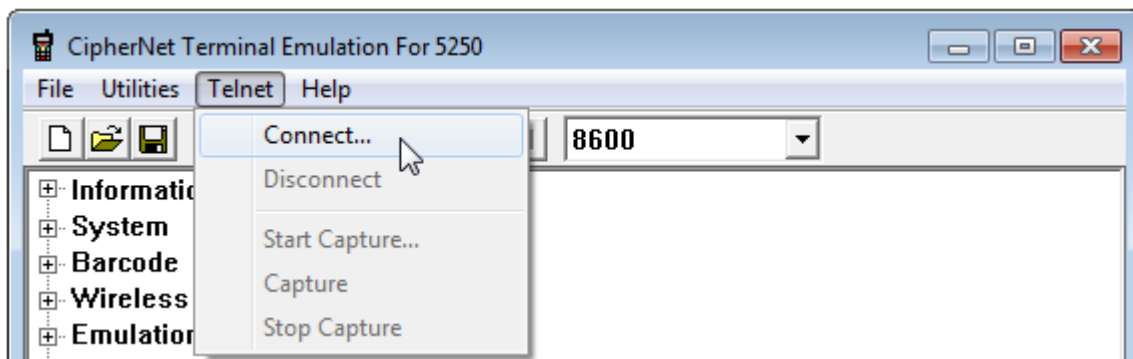 CipherNet Terminal Emulation For 5250
File Utilities Telnet Help
8600
Connect...
Disconnect
Start Capture...
Capture
Stop Capture
System
Barcode
Wireless